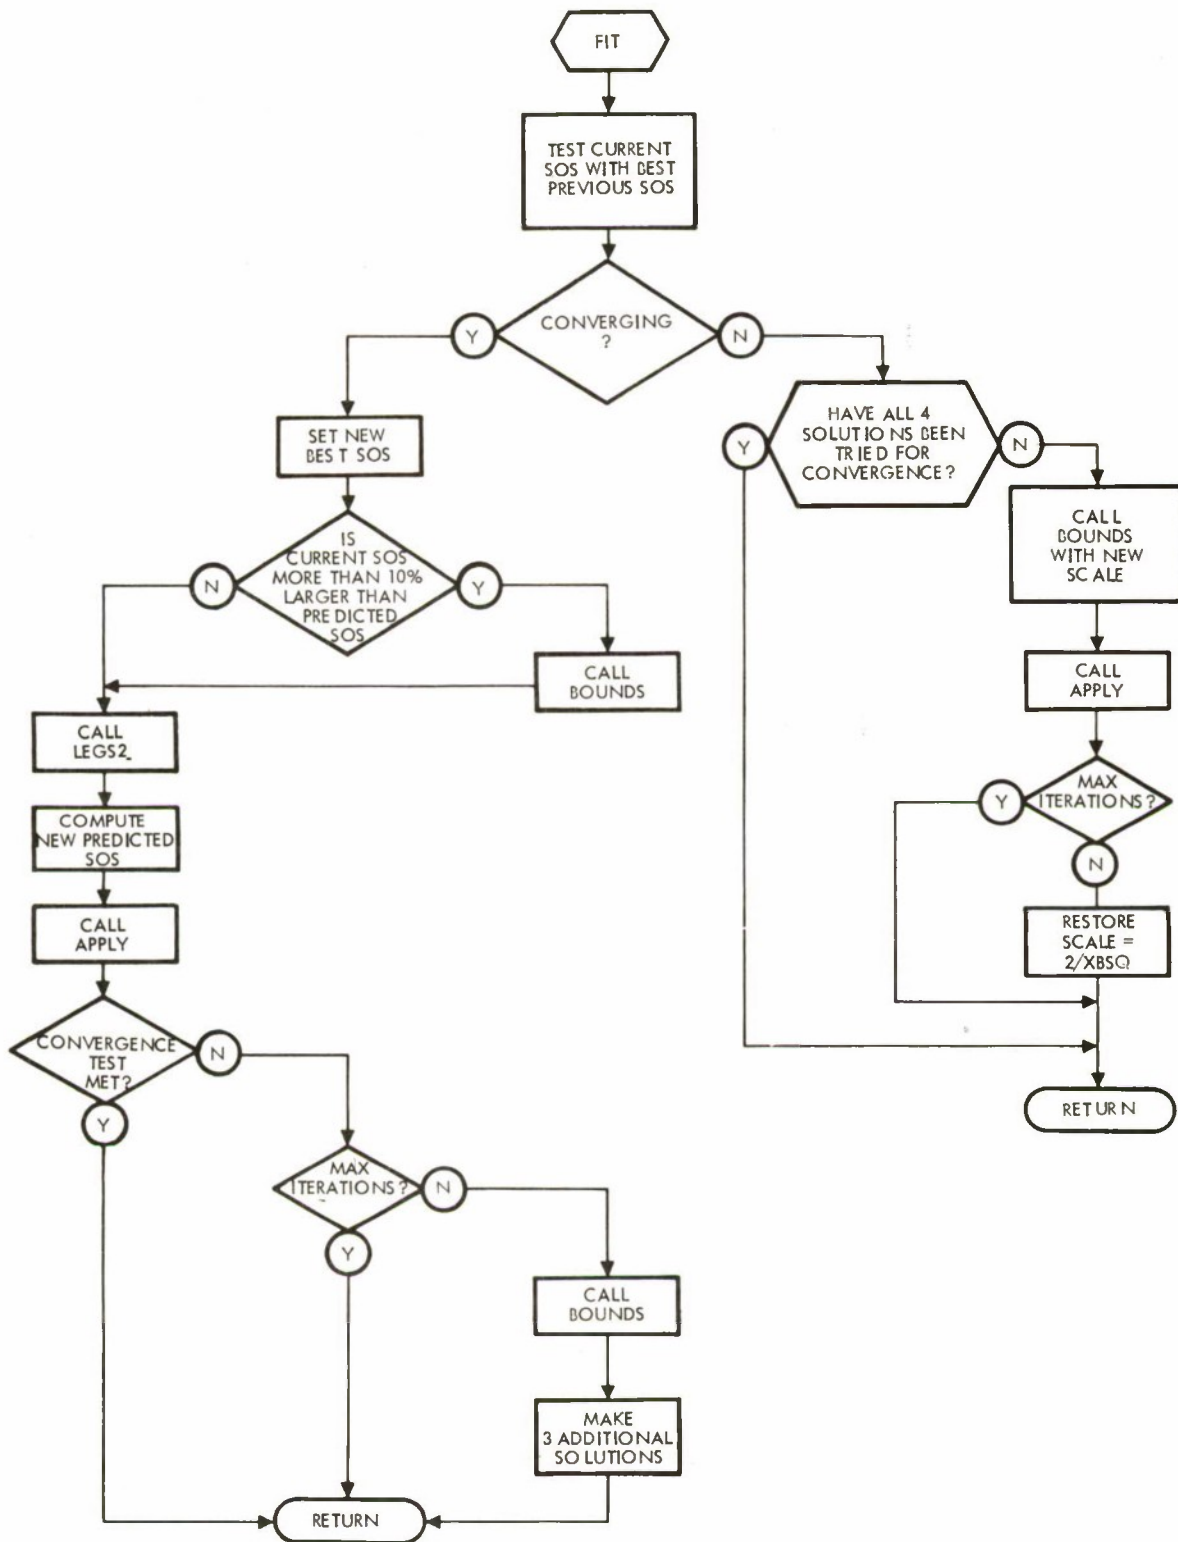 FIT
TEST CURRENT
SOS WITH BEST
PREVIOUS SOS
CONVERGING
?
Y
N
SET NEW
BEST SOS
HAVE ALL 4
SOLUTIONS BEEN
TRIED FOR
CONVERGENCE?
Y
N
CALL
BOUNDS
WITH NEW
SCALE
IS
CURRENT SOS
MORE THAN 10%
LARGER THAN
PREDICTED
SOS
N
Y
CALL
BOUNDS
CALL
APPLY
CALL
LEGS2
MAX
ITERATIONS?
Y
N
COMPUTE
NEW PREDICTED
SOS
CALL
APPLY
RESTORE
SCALE =
2/XBSQ
CONVERGENCE
TEST
MET?
N
Y
RETURN
MAX
ITERATIONS?
N
Y
CALL
BOUNDS
MAKE
3 ADDITIONAL
SOLUTIONS
RETURN